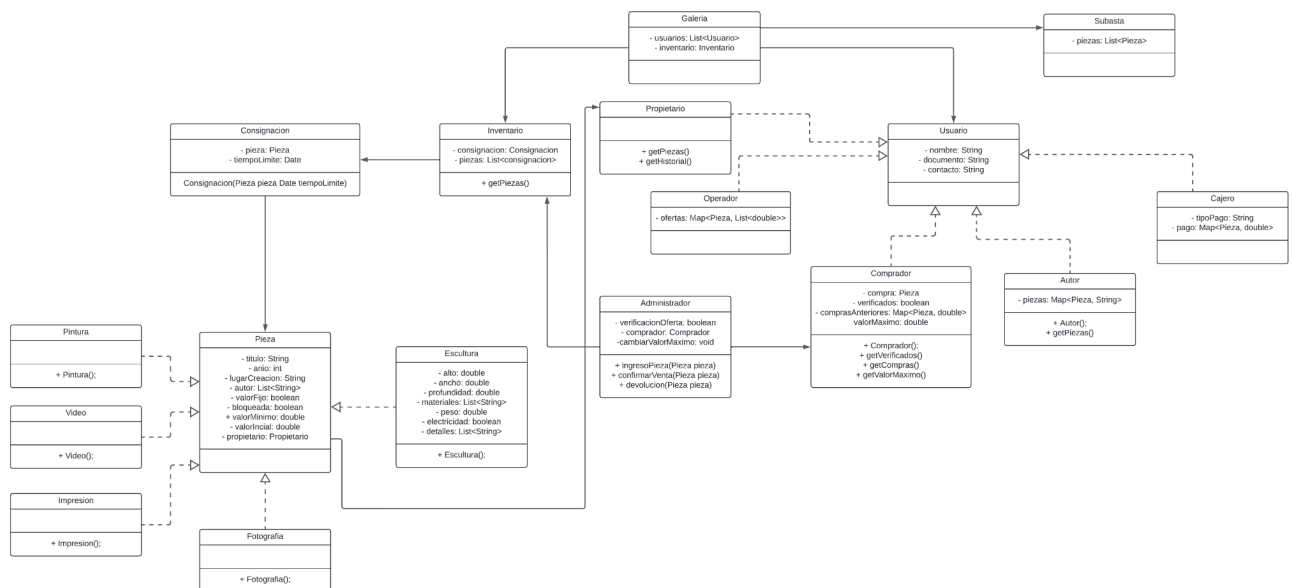 Galeria
- usuarios: List<Usuario>
- inventario: Inventario
Subasta
- piezas: List<Pieza>
Consignacion
- pieza: Pieza
- tiempoLimite: Date
Consignacion(Pieza pieza Date tiempoLimite)
Inventario
- consignacion: Consignacion
- piezas: List<consignacion>
+ getPiezas()
Propietario
+ getPiezas()
+ getHistorial()
Usuario
- nombre: String
- documento: String
- contacto: String
Operador
- ofertas: Map<Pieza, List<double>>
Cajero
- tipoPago: String
- pago: Map<Pieza, double>
Comprador
- compra: Pieza
- verificados: boolean
- comprasAnteriores: Map<Pieza, double>
valorMaximo: double
+ Comprador();
+ getVerificados()
+ getCompras()
+ getValorMaximo()
Autor
- piezas: Map<Pieza, String>
+ Autor();
+ getPiezas()
Administrador
- verificacionOferta: boolean
- comprador: Comprador
-cambiarValorMaximo: void
+ ingresoPieza(Pieza pieza)
+ confirmarVenta(Pieza pieza)
+ devolucion(Pieza pieza)
Pintura
+ Pintura();
Pieza
- titulo: String
- anio: int
- lugarCreacion: String
- autor: List<String>
- valorFijo: boolean
- bloqueada: boolean
+ valorMinimo: double
- valorIncial: double
- propietario: Propietario
Escultura
- alto: double
- ancho: double
- profundidad: double
- materiales: List<String>
- peso: double
- electricidad: boolean
- detalles: List<String>
+ Escultura();
Video
+ Video();
Impresion
+ Impresion();
Fotografia
+ Fotografia();